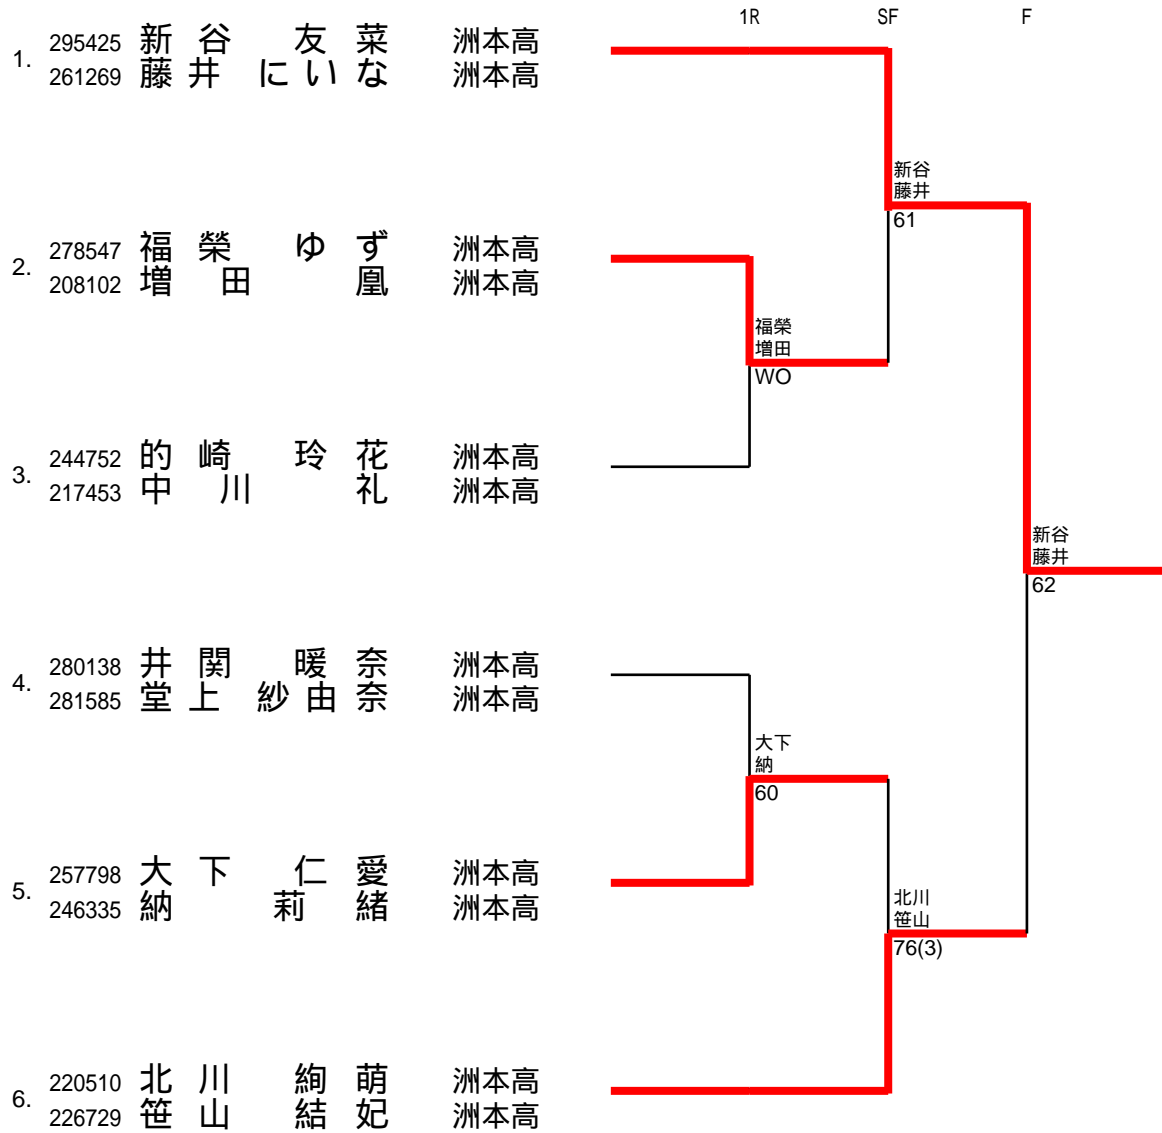 1R SF F
1. 295425 新谷 友菜 洲本高
261269 藤井 にいな 洲本高
新谷
藤井
61
2. 278547 福榮 ゆず 洲本高
208102 増田 凰 洲本高
福榮
増田
WO
3. 244752 的崎 玲花 洲本高
217453 中川 礼 洲本高
新谷
藤井
62
4. 280138 井関 暖奈 洲本高
281585 堂上 紗由奈 洲本高
大下
納
60
5. 257798 大下 仁愛 洲本高
246335 納 莉緒 洲本高
北川
笹山
76(3)
6. 220510 北川 絢萌 洲本高
226729 笹山 結妃 洲本高